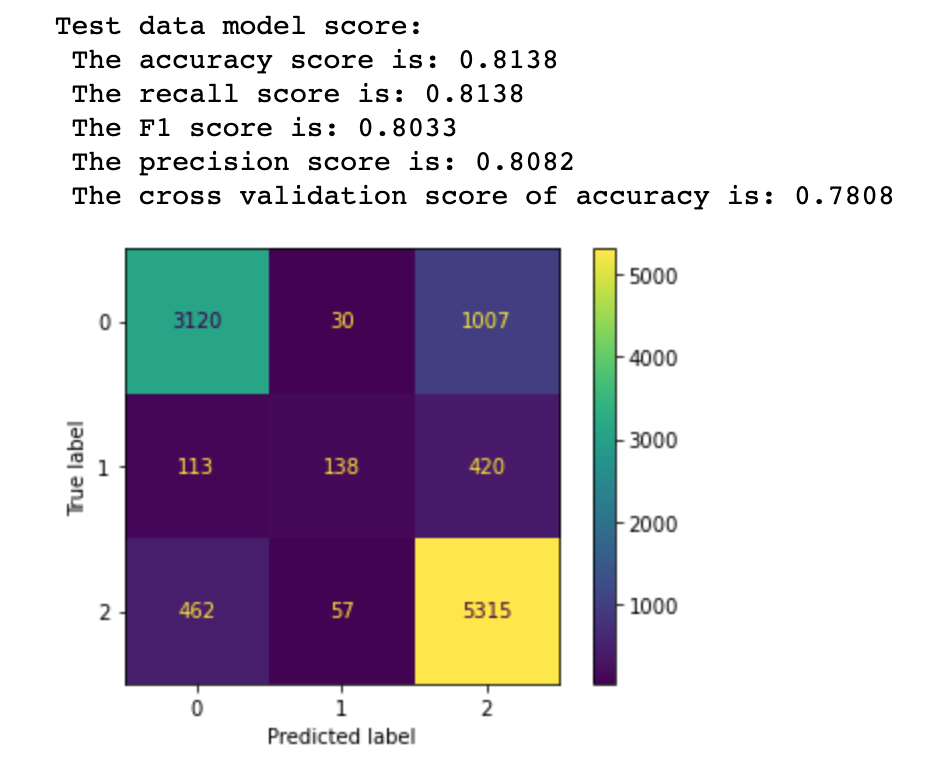 Test data model score:
The accuracy score is: 0.8138
The recall score is: 0.8138
The F1 score is: 0.8033
The precision score is: 0.8082
The cross validation score of accuracy is: 0.7808
5000
4000
3000
2000
1000
True label
0
3120 30 1007
1
113 138 420
2
462 57 5315
0 1 2
Predicted label